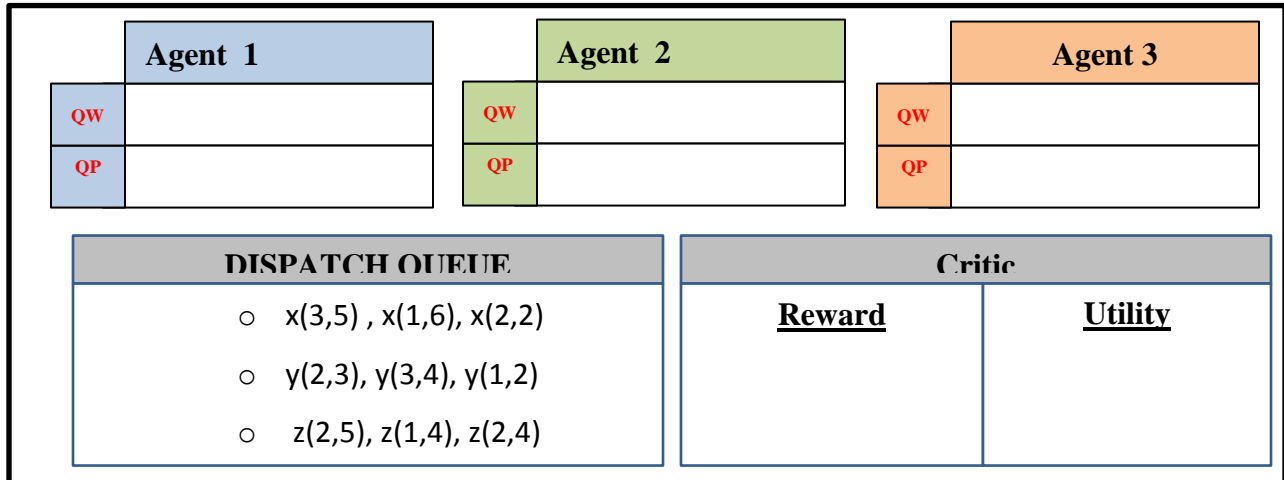 Agent 1
Agent 2
Agent 3
QW
QW
QW
QP
QP
QP
DISPATCH QUEUE
Critic
o x(3,5) , x(1,6), x(2,2)
o y(2,3), y(3,4), y(1,2)
o z(2,5), z(1,4), z(2,4)
Reward
Utility